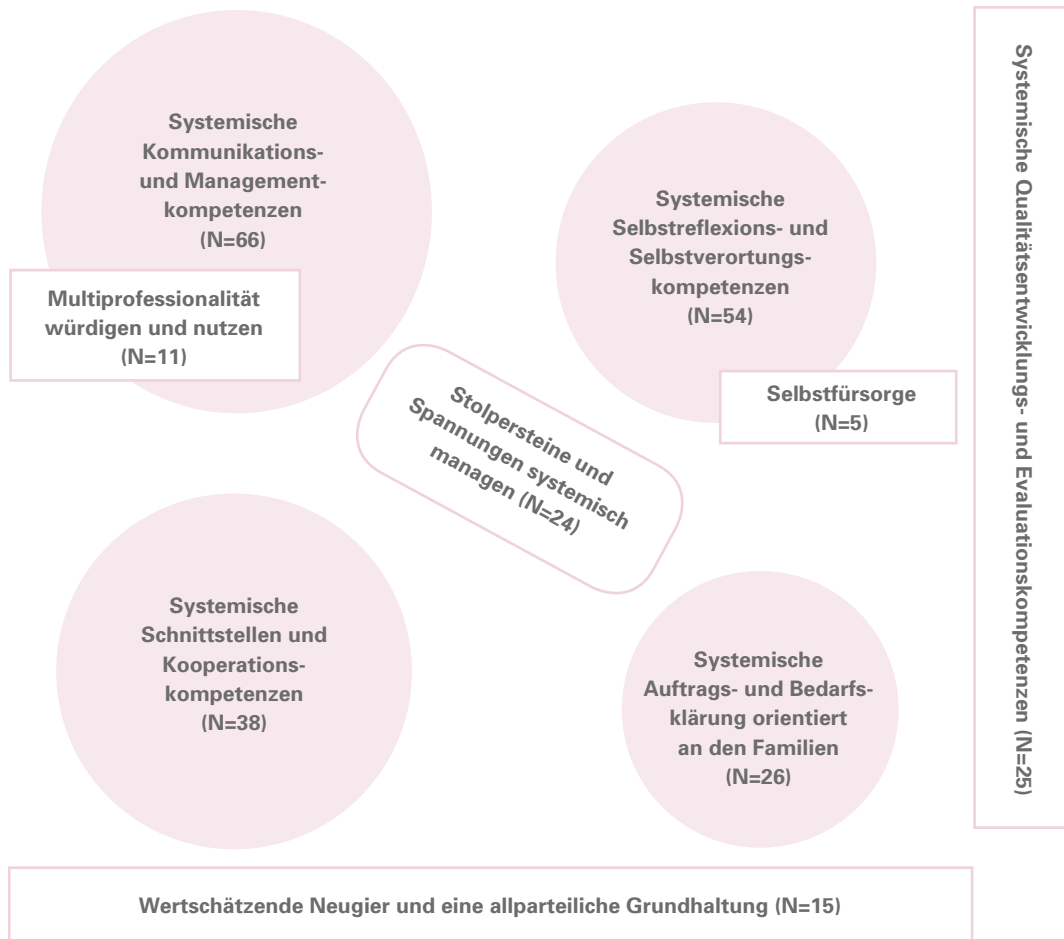 Systemische
Kommunikations-
und Management-
kompetenzen
(N=66)
Multiprofessionalität
würdigen und nutzen
(N=11)
Systemische
Selbstreflexions- und
Selbstverortungs-
kompetenzen
(N=54)
Selbstfürsorge
(N=5)
Stolpersteine und
Spannungen systemisch
managen (N=24)
Systemische
Schnittstellen und
Kooperations-
kompetenzen
(N=38)
Systemische
Auftrags- und Bedarfs-
klärung orientiert
an den Familien
(N=26)
Systemische Qualitätsentwicklungs- und Evaluationskompetenzen (N=25)
Wertschätzende Neugier und eine allparteiliche Grundhaltung (N=15)